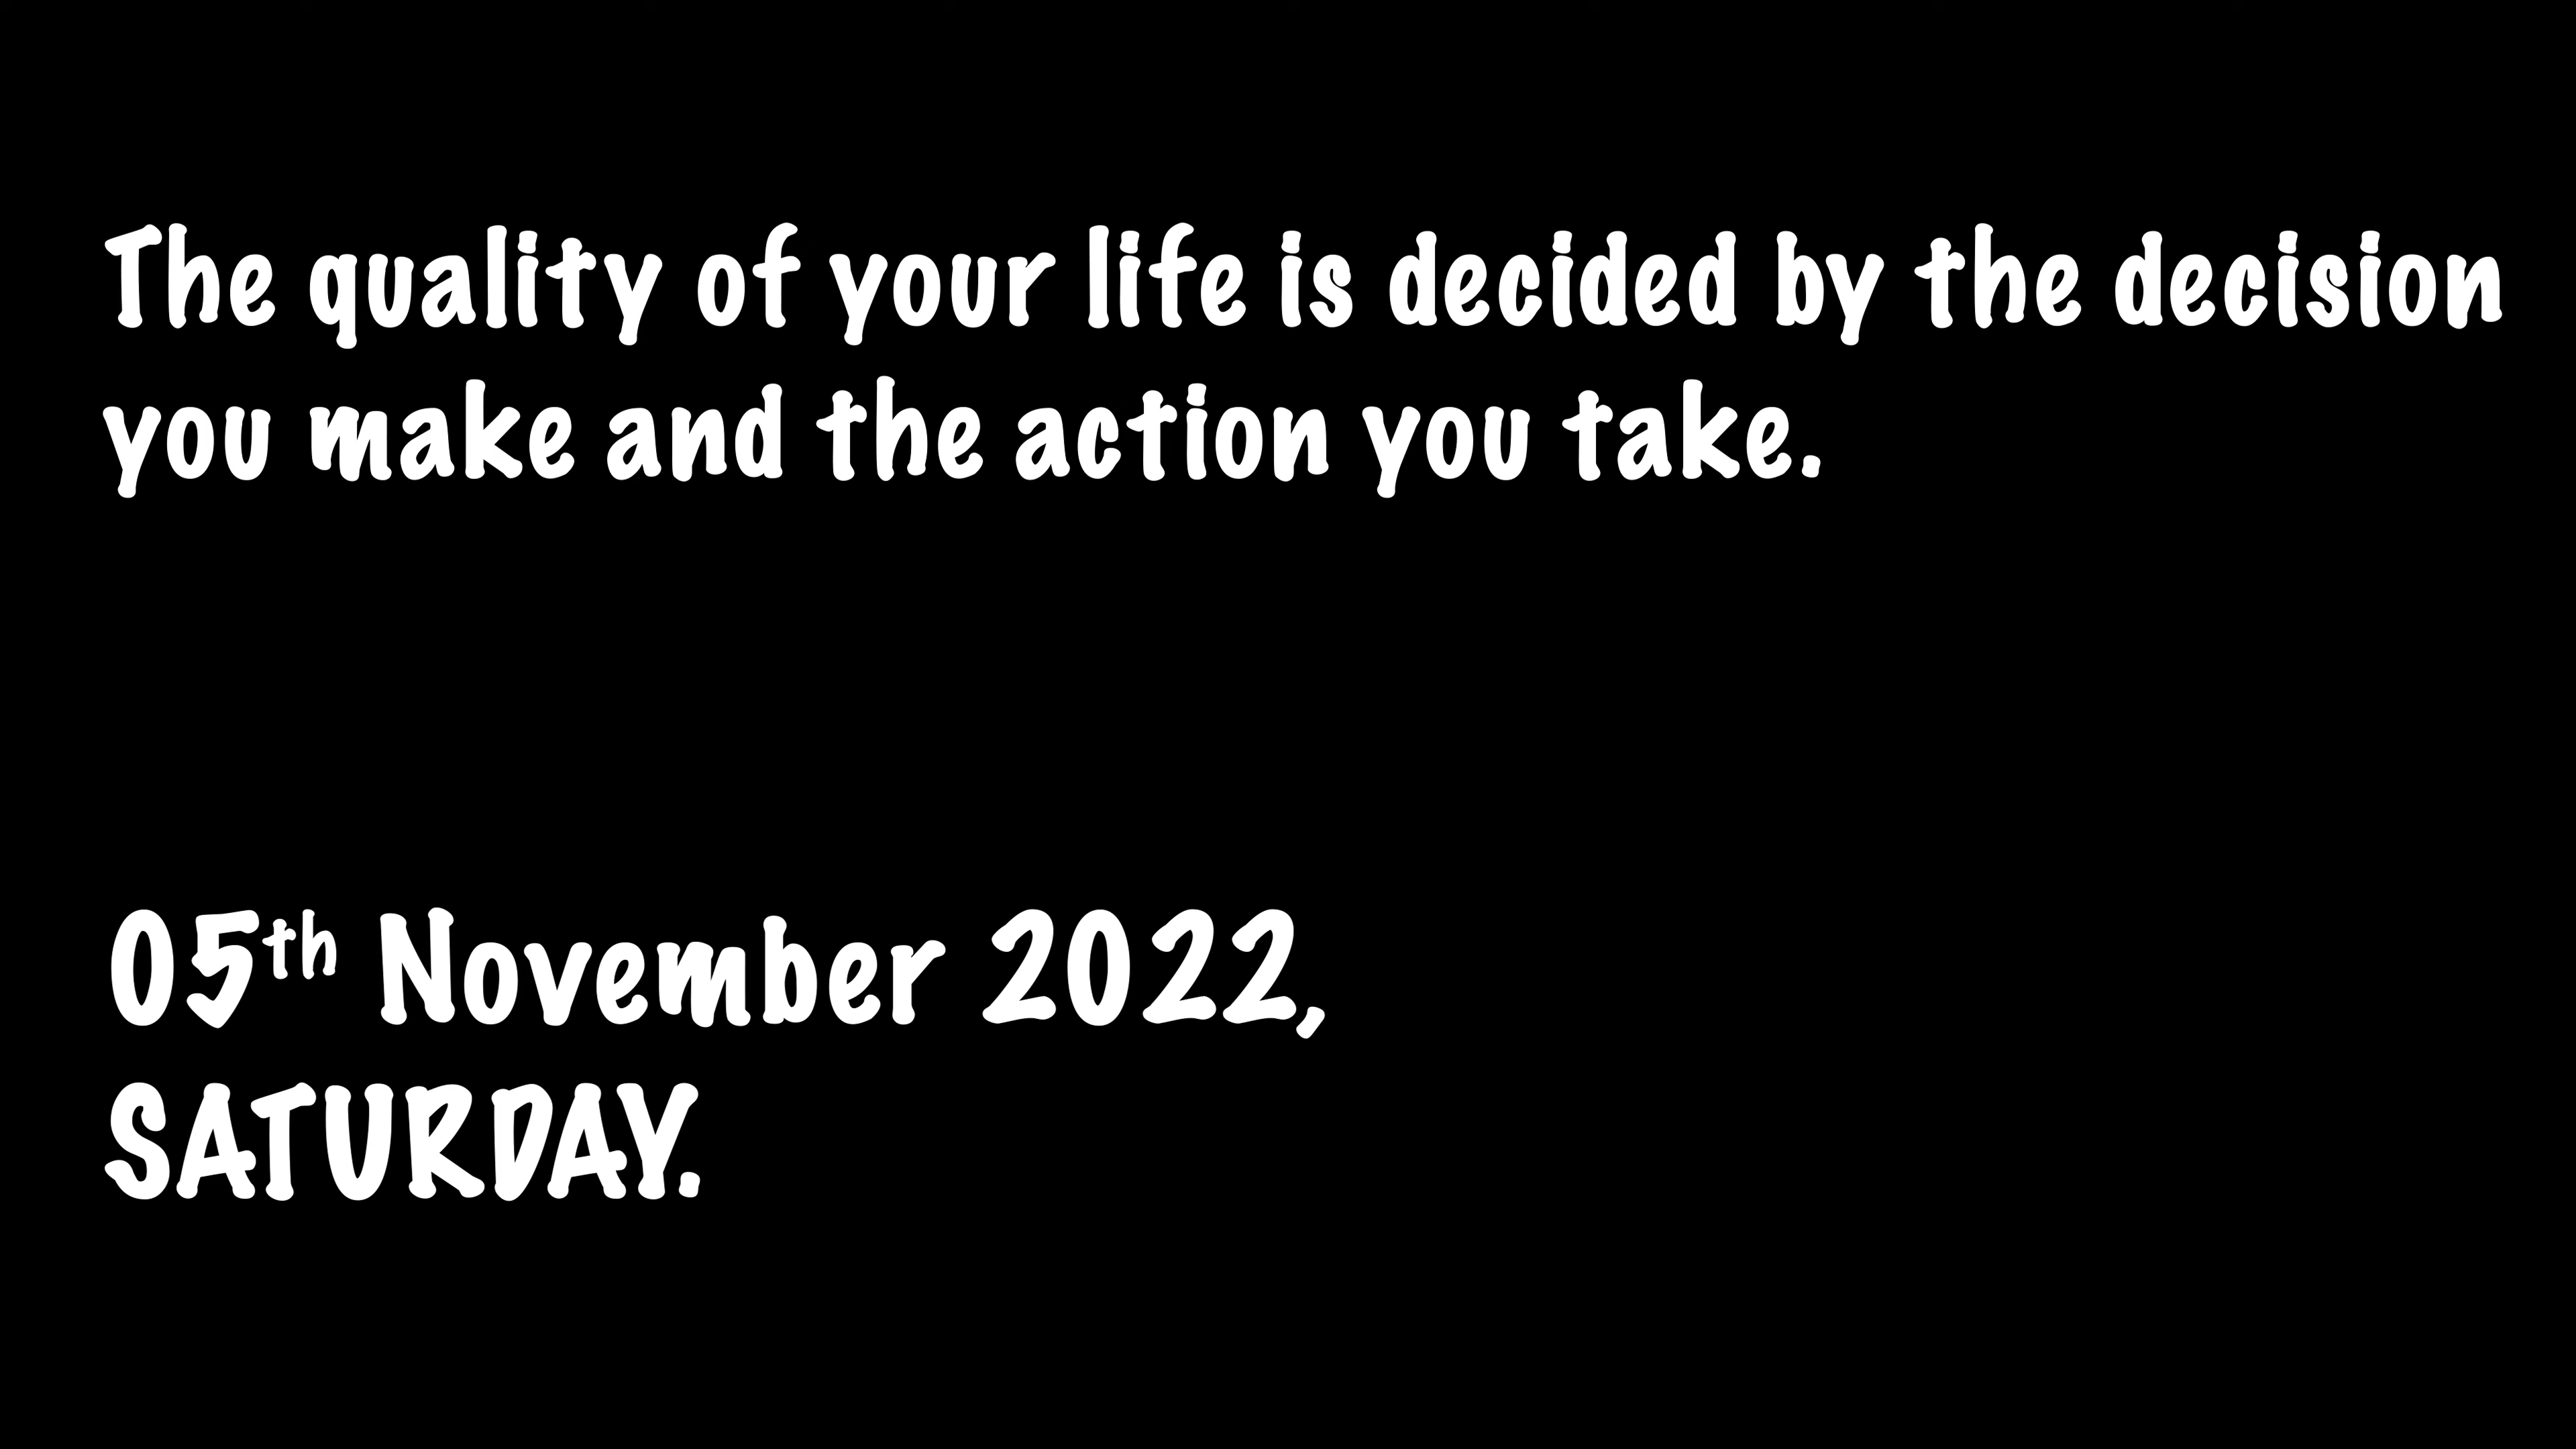 The quality of your life is decided by the decision
you make and the action you take.
05th November 2022,
SATURDAY.